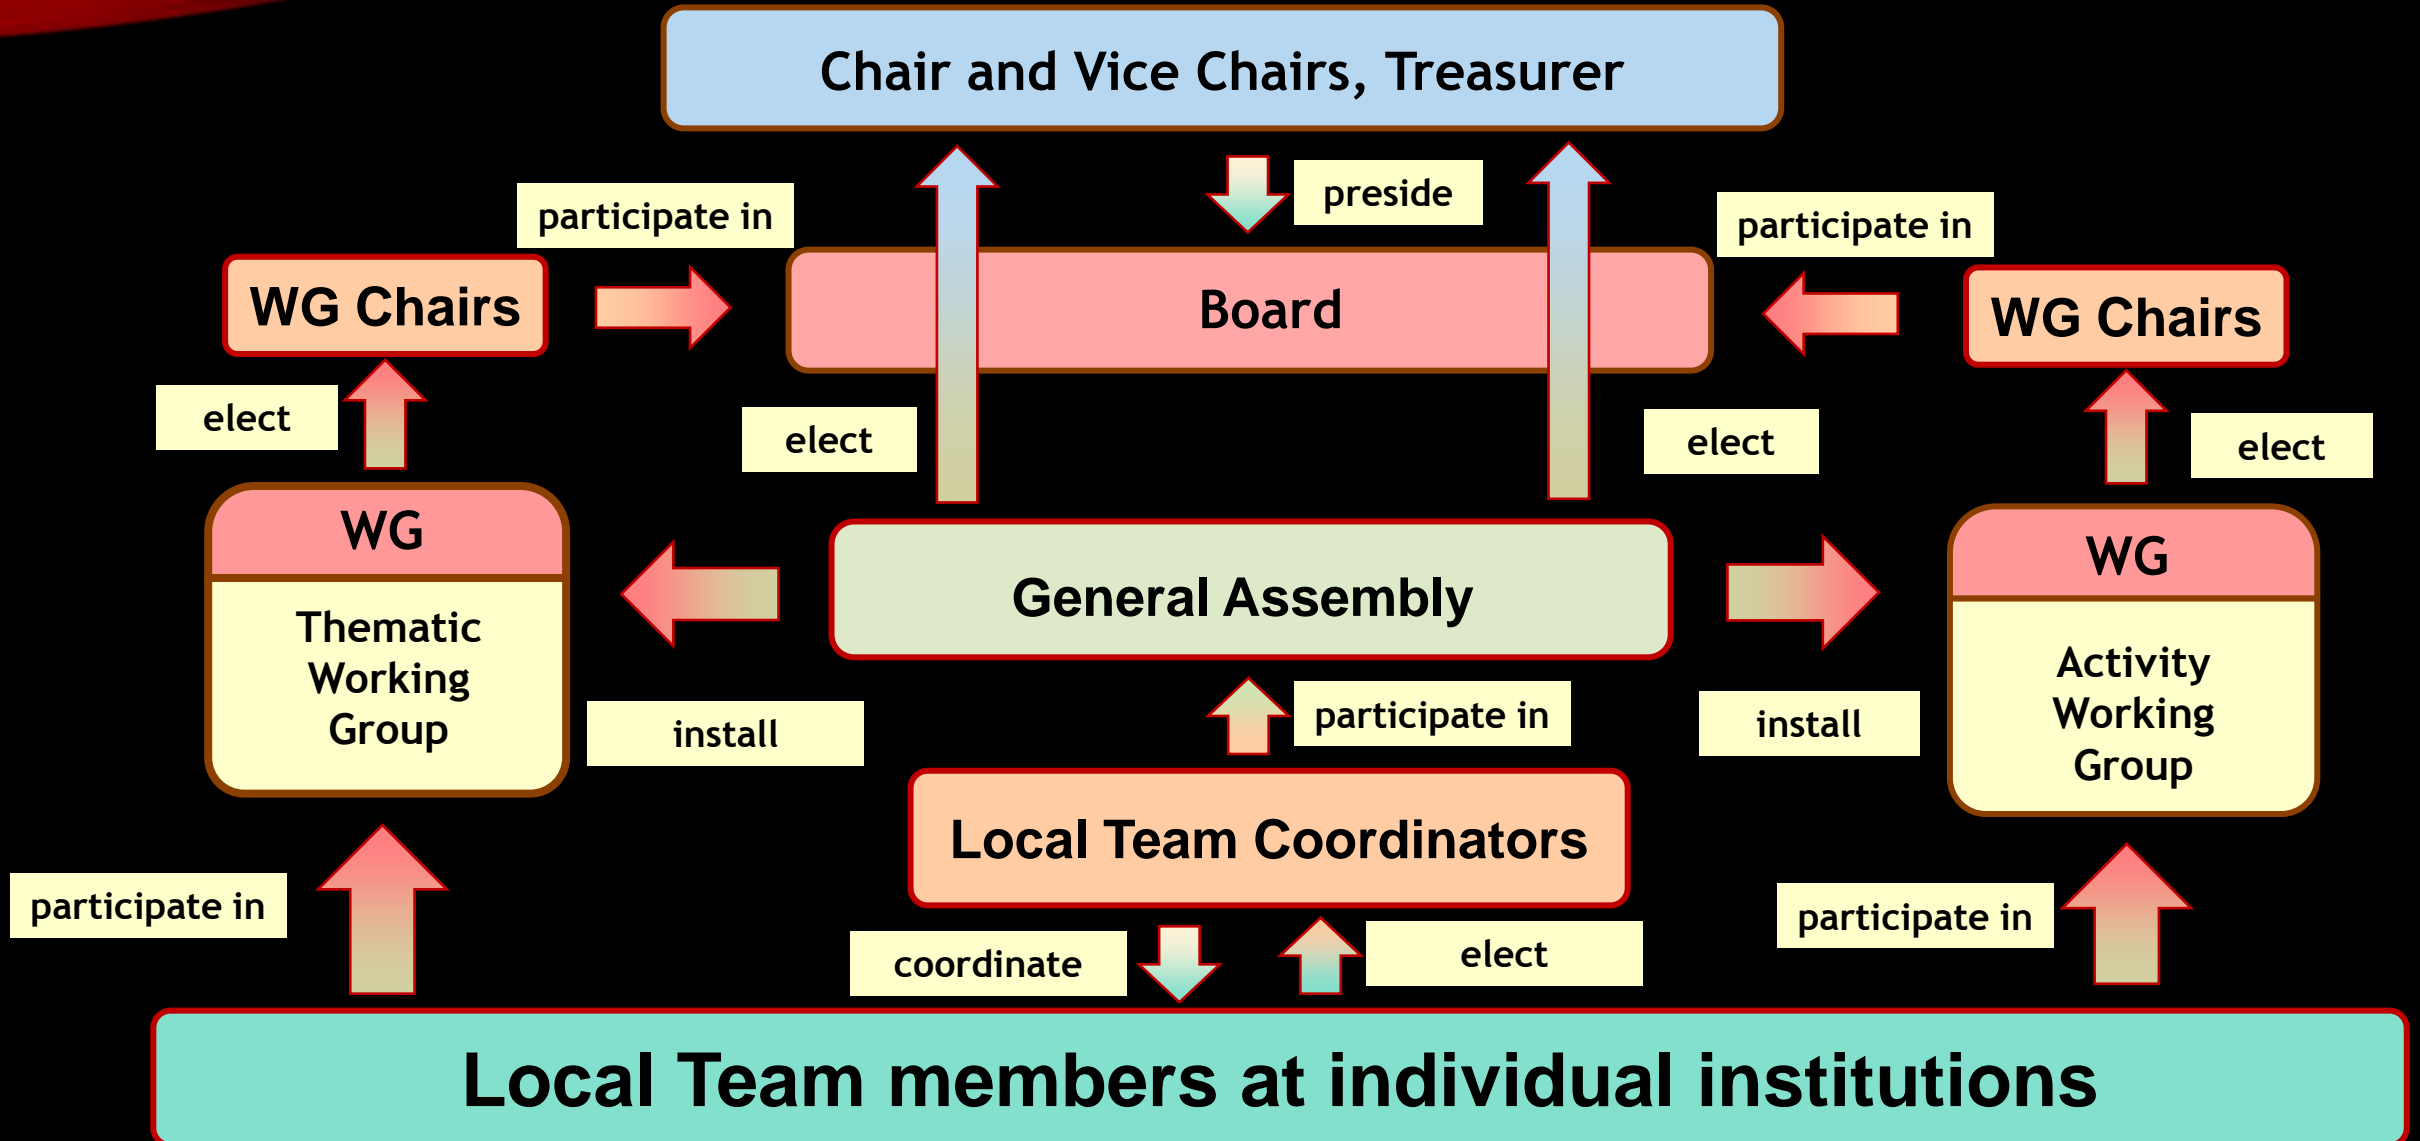 Chair and Vice Chairs, Treasurer
preside
participate in
participate in
WG Chairs
Board
WG Chairs
elect
elect
elect
elect
WG
Thematic
Working
Group
General Assembly
WG
Activity
Working
Group
install
participate in
install
Local Team Coordinators
participate in
coordinate
elect
participate in
Local Team members at individual institutions